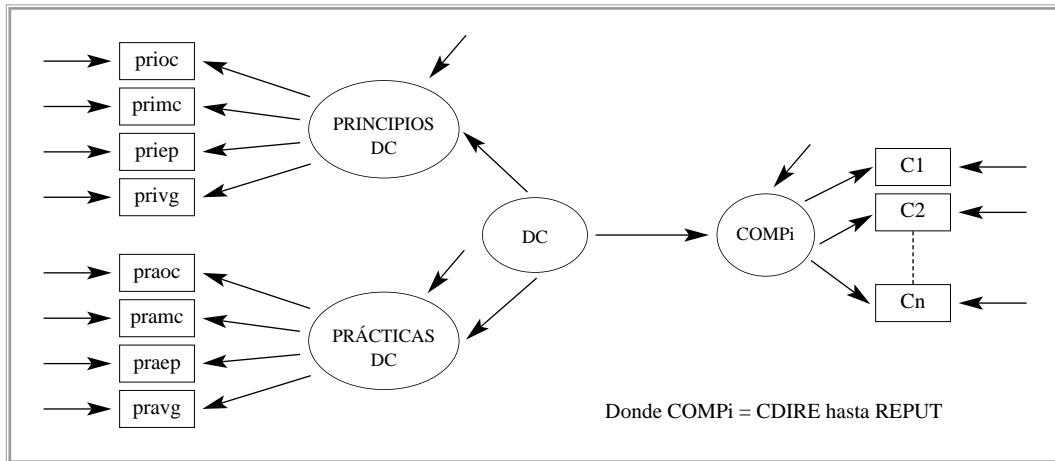 prioc
primc
priep
privg
PRINCIPIOS
DC
praoc
pramc
praep
pravg
PRÁCTICAS
DC
DC
COMPi
C1
C2
Cn
Donde COMPi = CDIRE hasta REPUT